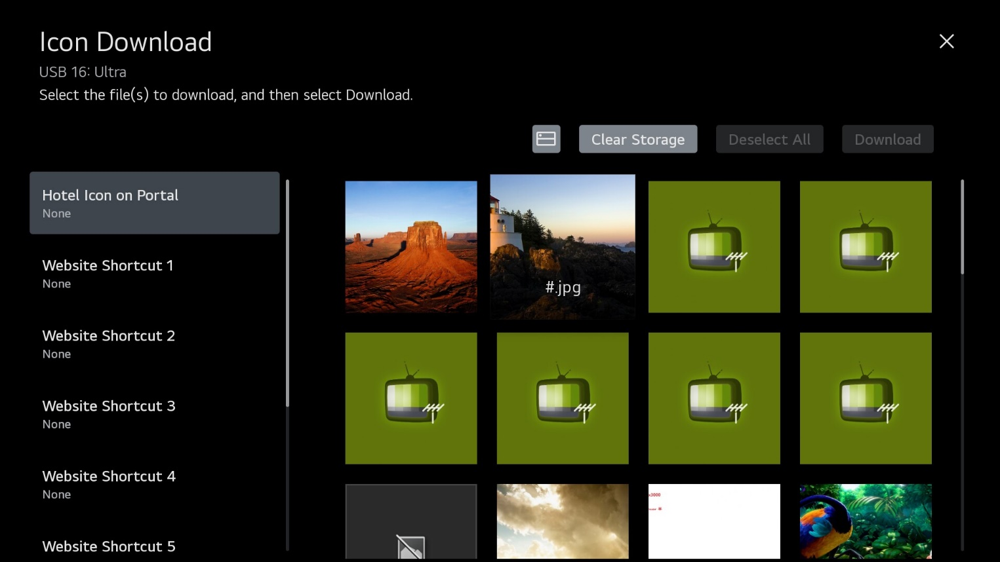 Icon Download
USB 16: Ultra
Select the file(s) to download, and then select Download.
Clear Storage
Deselect All
Download
Hotel Icon on Portal
None
Website Shortcut 1
None
Website Shortcut 2
None
Website Shortcut 3
None
Website Shortcut 4
None
Website Shortcut 5
#.jpg
x3000